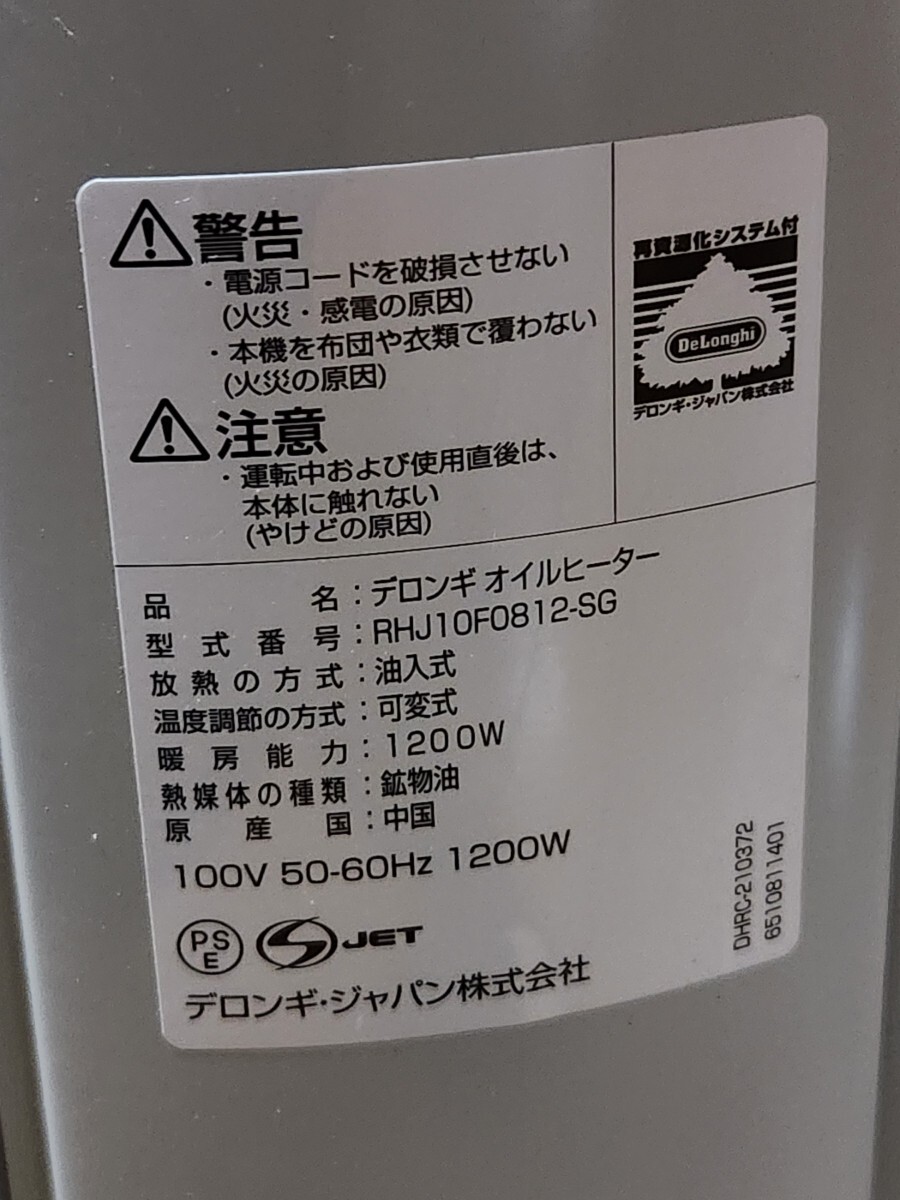 警告
・電源コードを破損させない
(火災・感電の原因)
・本機を布団や衣類で覆わない
(火災の原因)
注意
・運転中および使用直後は、
本体に触れない
(やけどの原因)
再資源化システム付
DeLonghi
デロンギ・ジャパン株式会社
品名：デロンギ オイルヒーター
型式番号：RHJ10F0812-SG
放熱の方式：油入式
温度調節の方式：可変式
暖房能力：1200W
熱媒体の種類：鉱物油
原産国：中国
100V 50-60Hz 1200W
PS
E
JET
デロンギ・ジャパン株式会社
DHRC-210372
6510811401